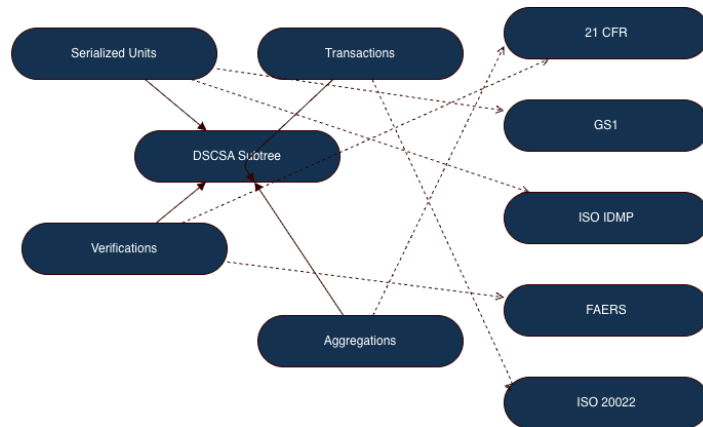 Serialized Units
Transactions
21 CFR
GS1
DSCSA Subtree
ISO IDMP
Verifications
FAERS
Aggregations
ISO 20022